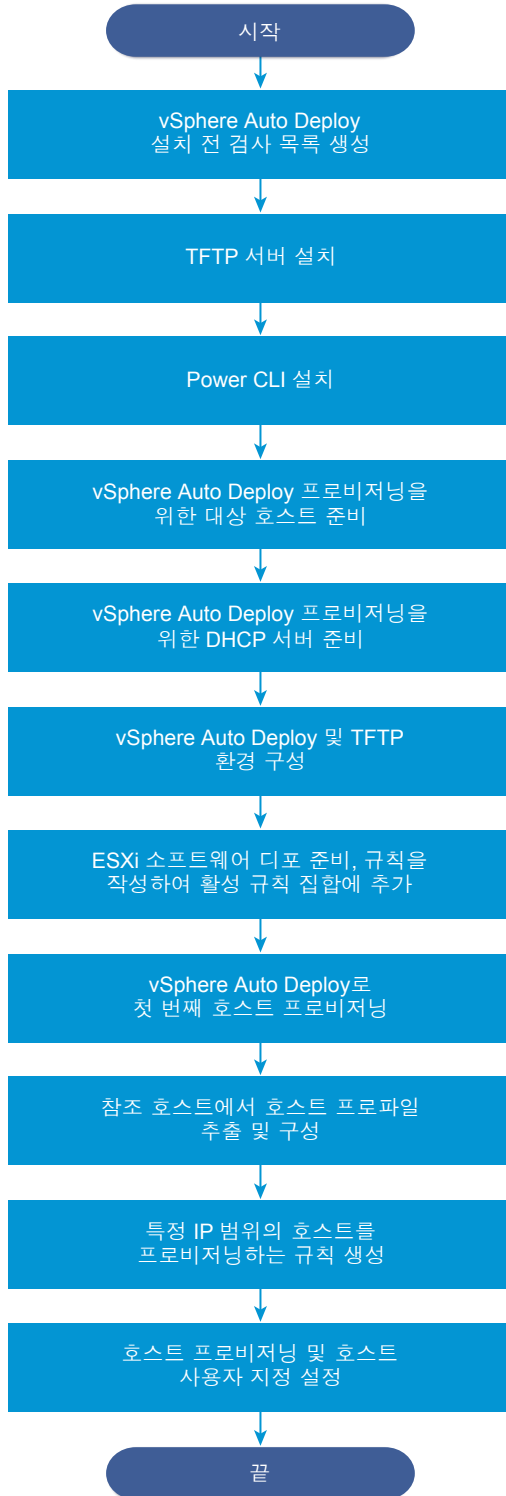 시작
vSphere Auto Deploy
설치 전 검사 목록 생성
TFTP 서버 설치
Power CLI 설치
vSphere Auto Deploy 프로비저닝을
위한 대상 호스트 준비
vSphere Auto Deploy 프로비저닝을
위한 DHCP 서버 준비
vSphere Auto Deploy 및 TFTP
환경 구성
ESXi 소프트웨어 디포 준비, 규칙을
작성하여 활성 규칙 집합에 추가
vSphere Auto Deploy로
첫 번째 호스트 프로비저닝
참조 호스트에서 호스트 프로파일
추출 및 구성
특정 IP 범위의 호스트를
프로비저닝하는 규칙 생성
호스트 프로비저닝 및 호스트
사용자 지정 설정
끝